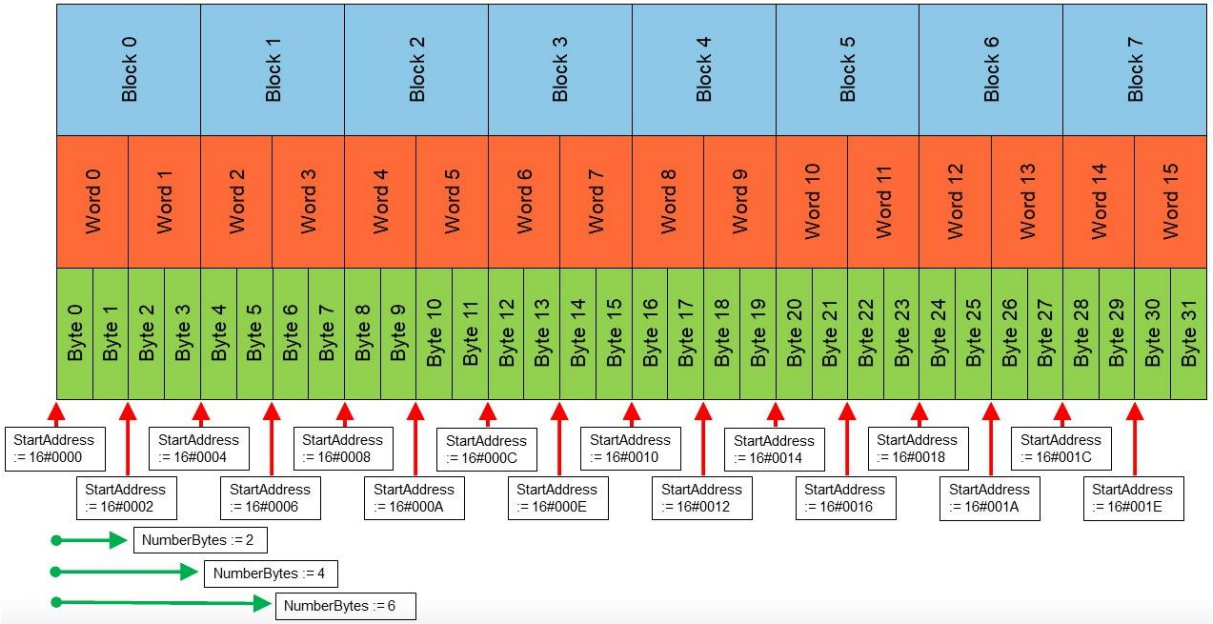 Block 0
Block 1
Block 2
Block 3
Block 4
Block 5
Block 6
Block 7
Word 0
Word 1
Word 2
Word 3
Word 4
Word 5
Word 6
Word 7
Word 8
Word 9
Word 10
Word 11
Word 12
Word 13
Word 14
Word 15
Byte 0
Byte 1
Byte 2
Byte 3
Byte 4
Byte 5
Byte 6
Byte 7
Byte 8
Byte 9
Byte 10
Byte 11
Byte 12
Byte 13
Byte 14
Byte 15
Byte 16
Byte 17
Byte 18
Byte 19
Byte 20
Byte 21
Byte 22
Byte 23
Byte 24
Byte 25
Byte 26
Byte 27
Byte 28
Byte 29
Byte 30
Byte 31
StartAddress
:= 16#0000
StartAddress
:= 16#0004
StartAddress
:= 16#0008
StartAddress
:= 16#000C
StartAddress
:= 16#0010
StartAddress
:= 16#0014
StartAddress
:= 16#0018
StartAddress
:= 16#001C
StartAddress
:= 16#0002
StartAddress
:= 16#0006
StartAddress
:= 16#000A
StartAddress
:= 16#000E
StartAddress
:= 16#0012
StartAddress
:= 16#0016
StartAddress
:= 16#001A
StartAddress
:= 16#001E
NumberBytes := 2
NumberBytes := 4
NumberBytes := 6